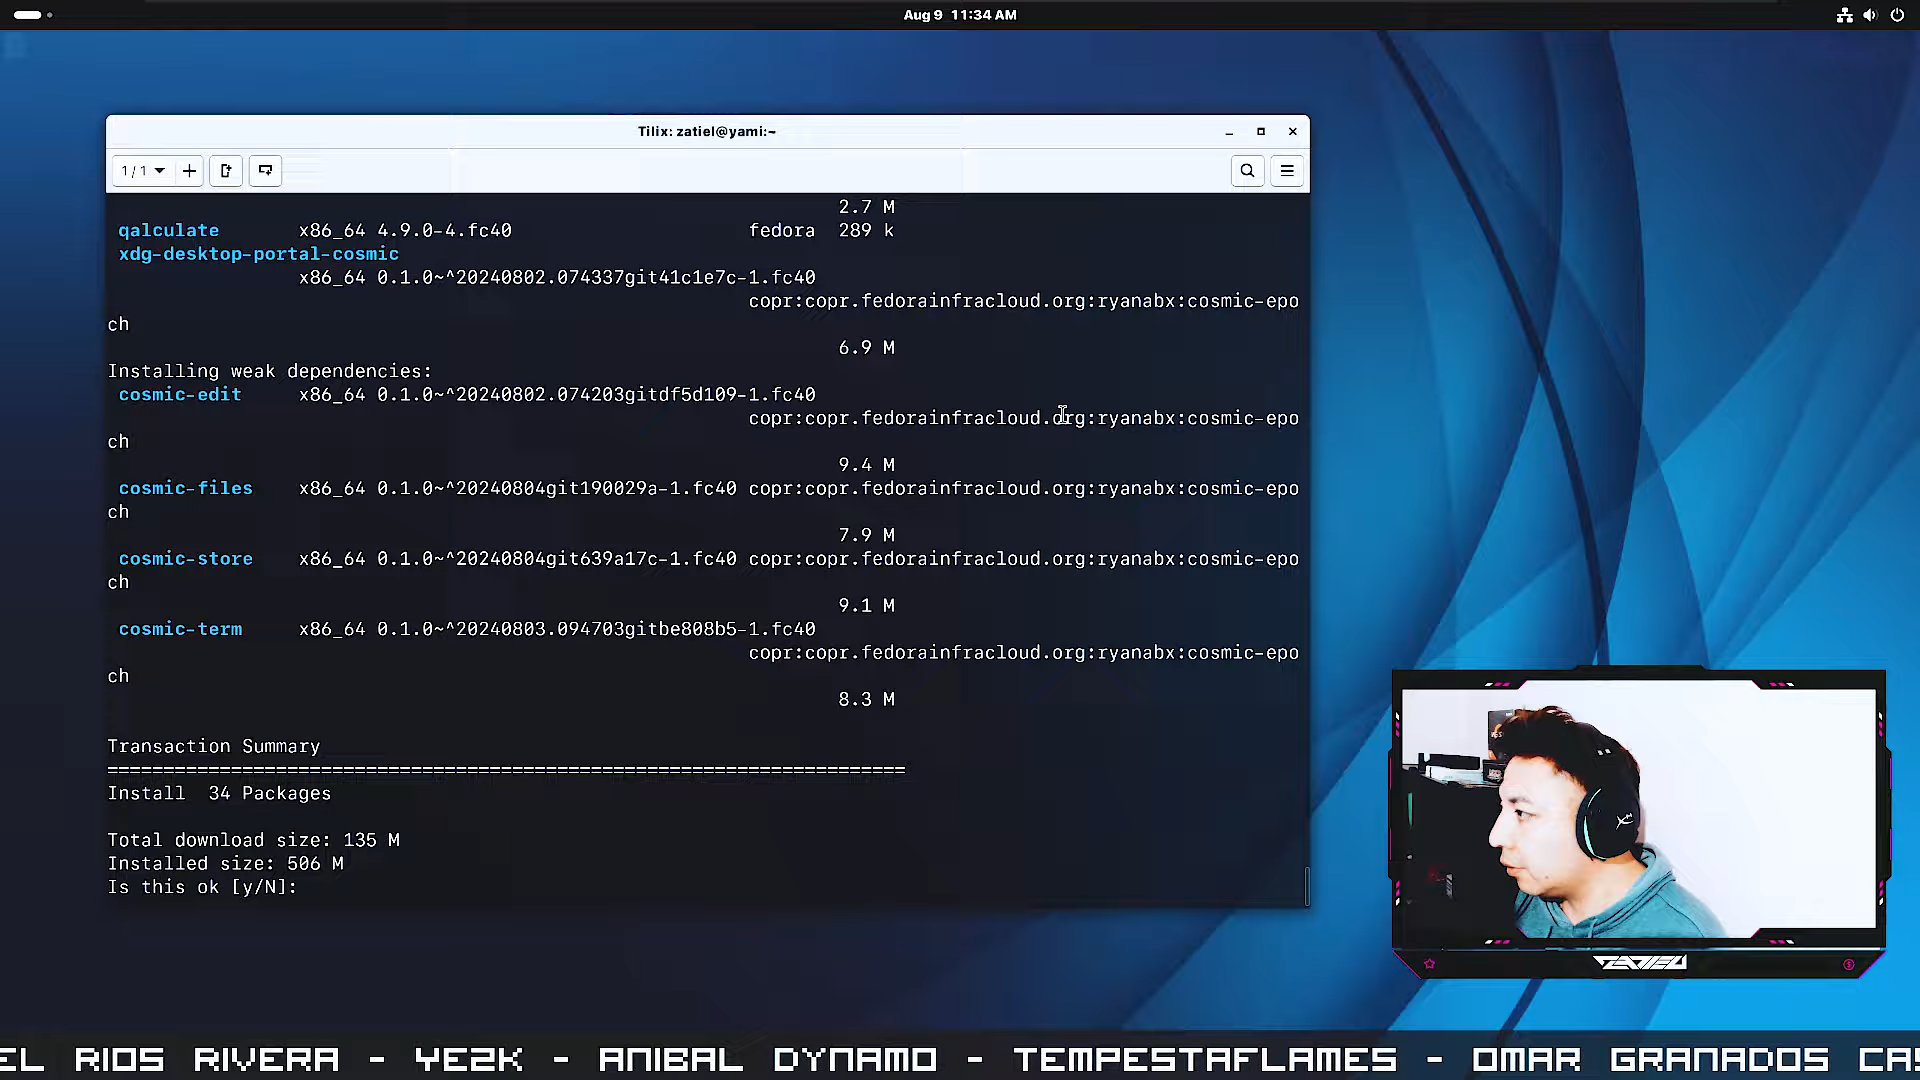 Aug 9 11:34 AM
Tilix: zatiel@yami:~
1 / 1
2.7 M
qalculate x86_64 4.9.0-4.fc40 fedora 289 k
xdg-desktop-portal-cosmic
x86_64 0.1.0~^20240802.074337git41c1e7c-1.fc40
copr:copr.fedorainfracloud.org:ryanabx:cosmic-epo
ch
6.9 M
Installing weak dependencies:
cosmic-edit x86_64 0.1.0~^20240802.074203gitdf5d109-1.fc40
copr:copr.fedorainfracloud.org:ryanabx:cosmic-epo
ch
9.4 M
cosmic-files x86_64 0.1.0~^20240804git190029a-1.fc40 copr:copr.fedorainfracloud.org:ryanabx:cosmic-epo
ch
7.9 M
cosmic-store x86_64 0.1.0~^20240804git639a17c-1.fc40 copr:copr.fedorainfracloud.org:ryanabx:cosmic-epo
ch
9.1 M
cosmic-term x86_64 0.1.0~^20240803.094703gitbe808b5-1.fc40
copr:copr.fedorainfracloud.org:ryanabx:cosmic-epo
ch
8.3 M
Transaction Summary
================================================================================
Install 34 Packages
Total download size: 135 M
Installed size: 506 M
Is this ok [y/N]:
ZATIEL
EL RIOS RIVERA - YE2K - ANIBAL DYNAMO - TEMPESTAFLAMES - OMAR GRANADOS CAS